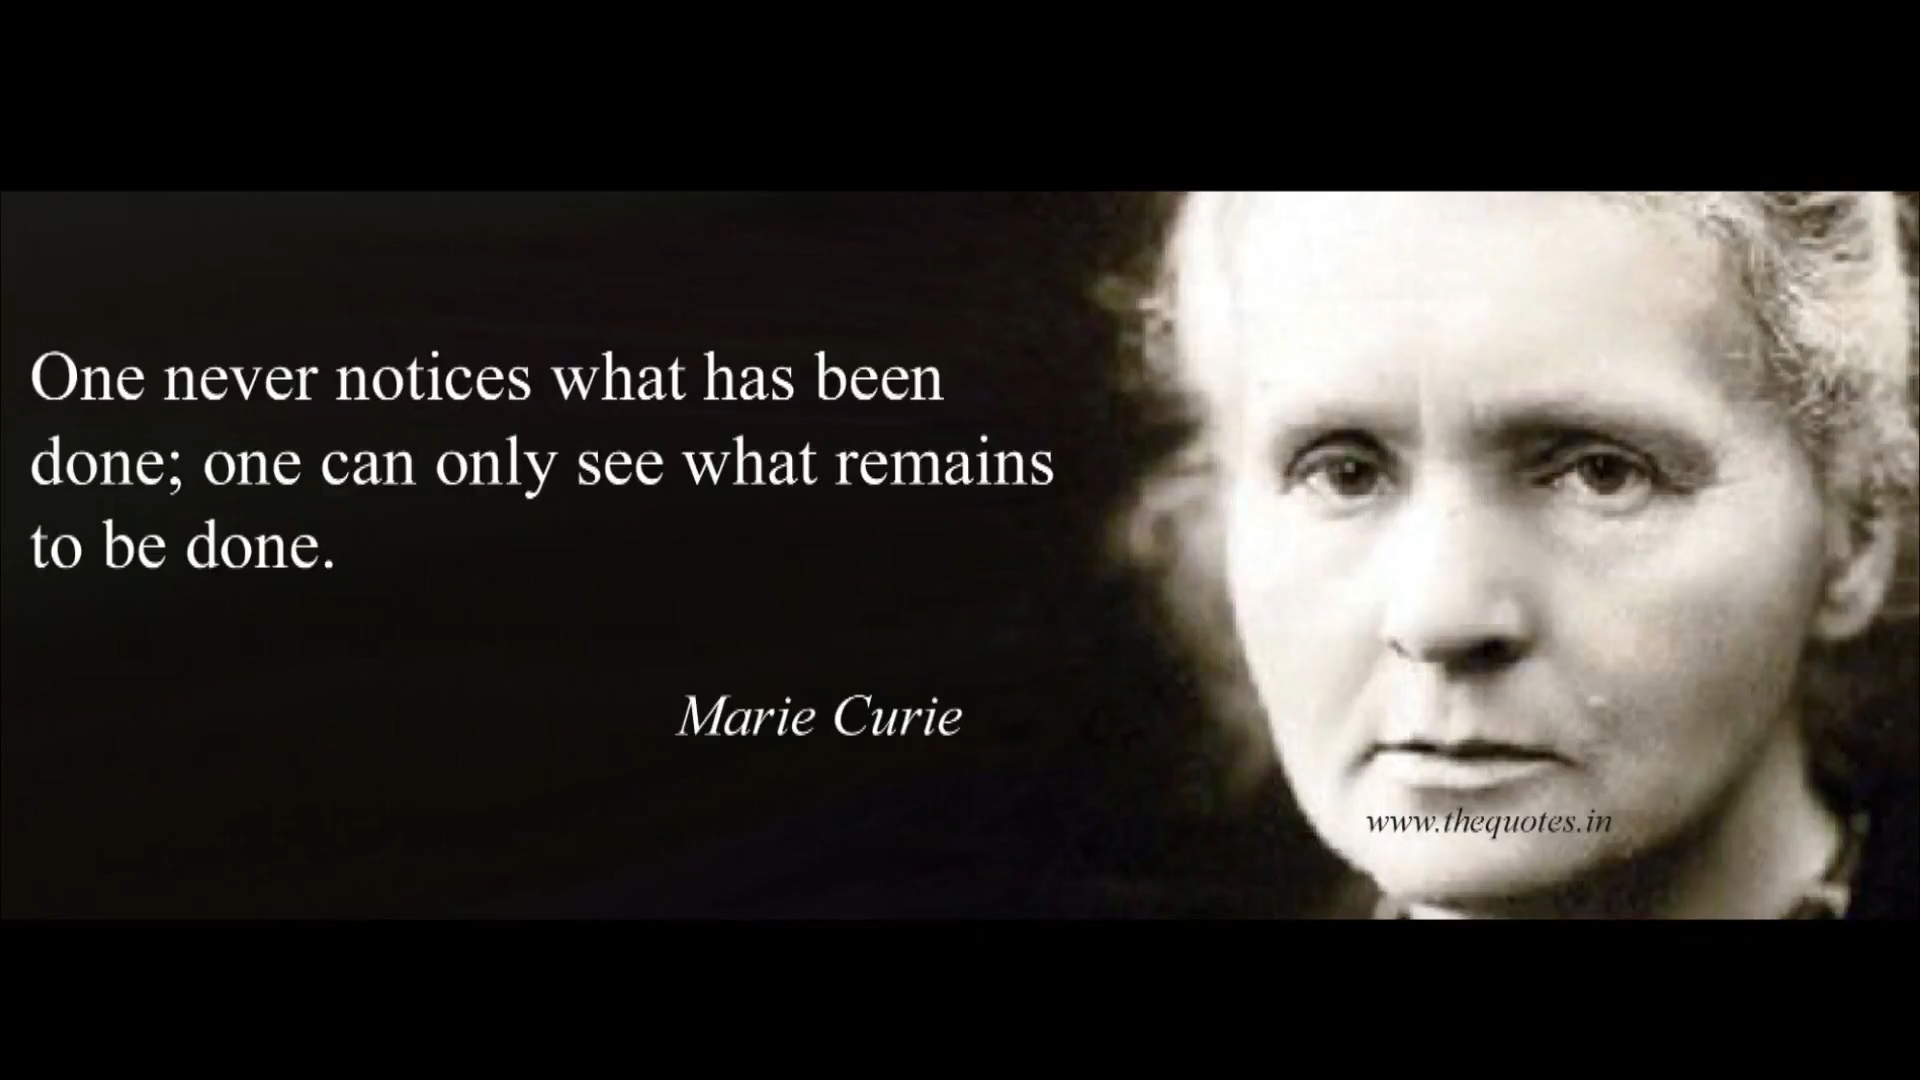 One never notices what has been
done; one can only see what remains
to be done.
Marie Curie
www.thequotes.in